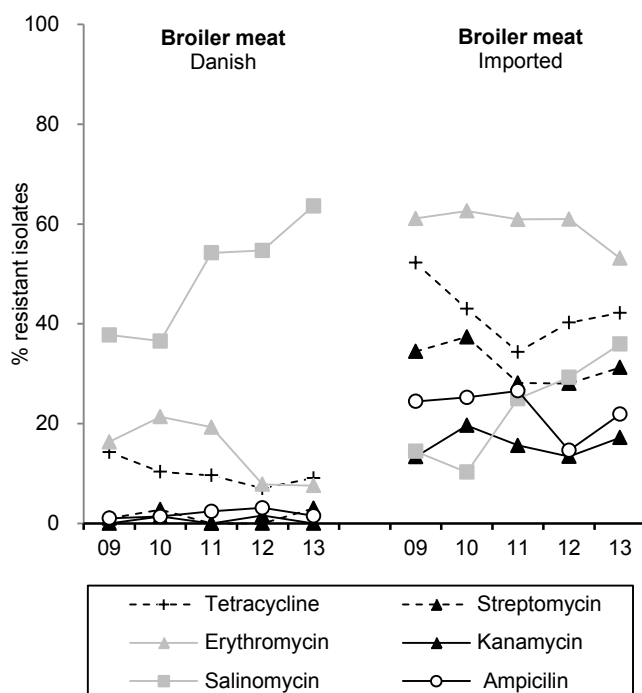 100
80
60
40
20
0
% resistant isolates
Broiler meat
Danish
Broiler meat
Imported
09 10 11 12 13
09 10 11 12 13
Tetracycline
Streptomycin
Erythromycin
Kanamycin
Salinomycin
Ampicilin